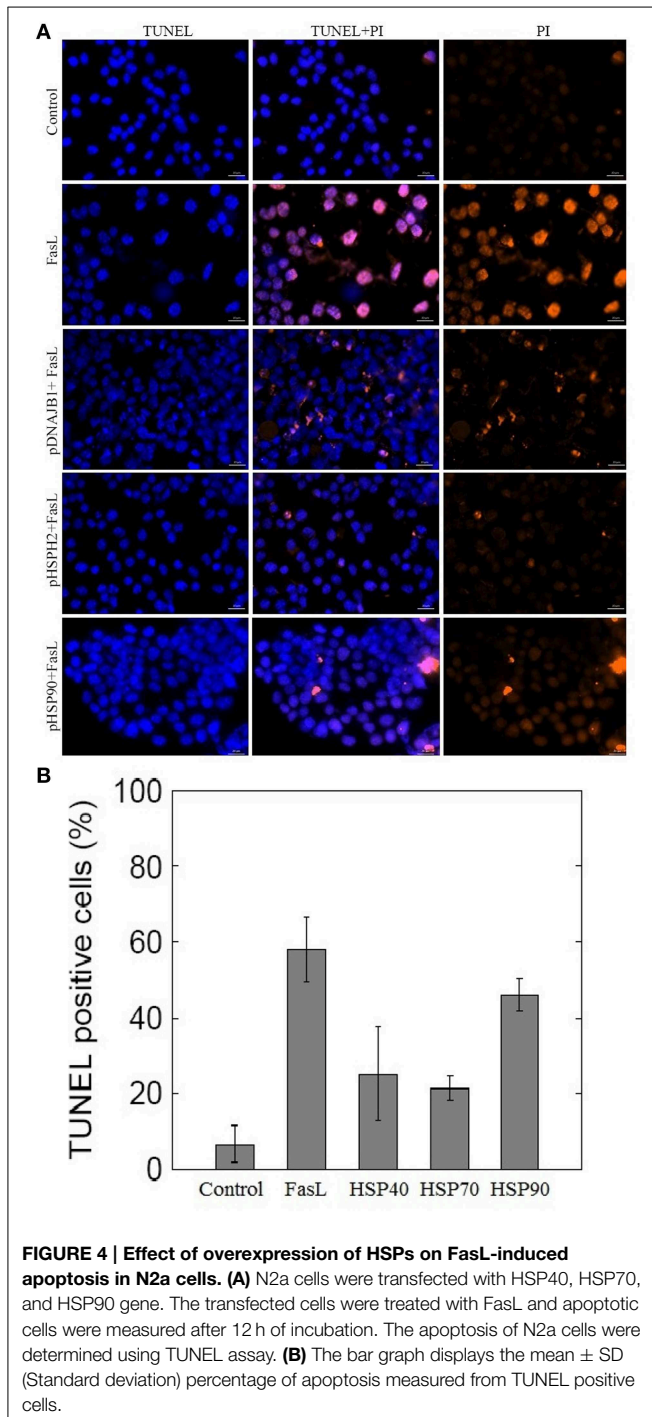 A
TUNEL TUNEL+PI PI
Control
FasL
pDNAJB1+ FasL
pHSPH2+FasL
pHSP90+FasL
B
TUNEL positive cells (%)
100
80
60
40
20
0
Control FasL HSP40 HSP70 HSP90
FIGURE 4 | Effect of overexpression of HSPs on FasL-induced
apoptosis in N2a cells. (A) N2a cells were transfected with HSP40, HSP70,
and HSP90 gene. The transfected cells were treated with FasL and apoptotic
cells were measured after 12 h of incubation. The apoptosis of N2a cells were
determined using TUNEL assay. (B) The bar graph displays the mean ± SD
(Standard deviation) percentage of apoptosis measured from TUNEL positive
cells.